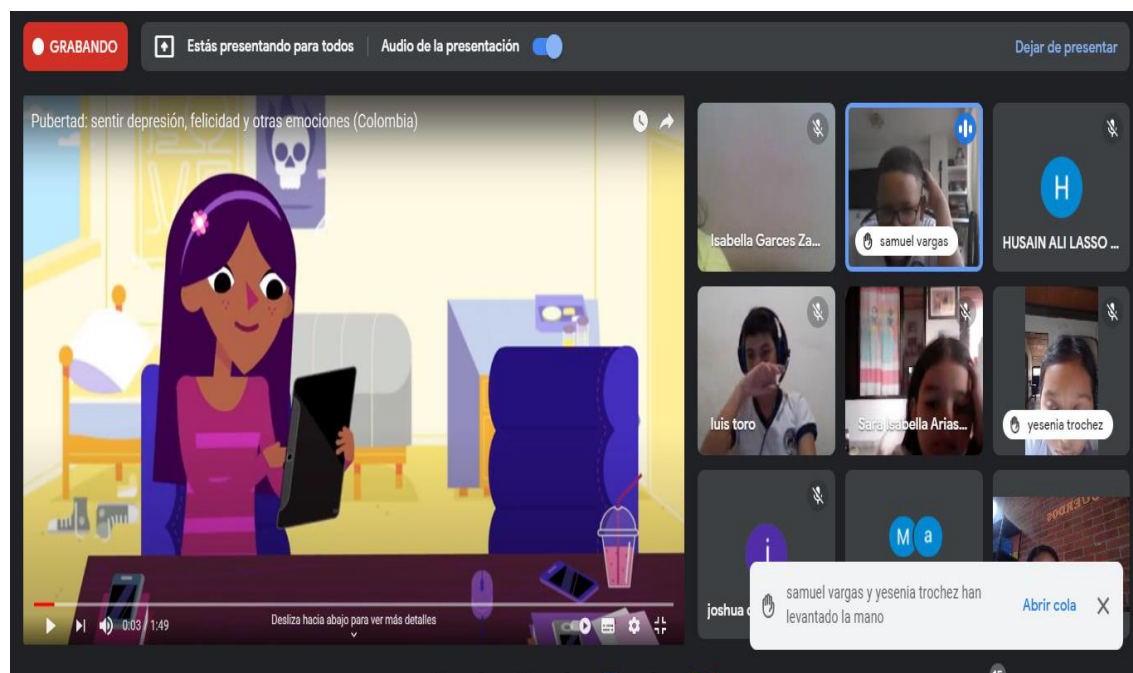 GRABANDO
Estás presentando para todos
Audio de la presentación
Dejar de presentar
Pubertad: sentir depresión, felicidad y otras emociones (Colombia)
Isabella Garces Za...
samuel vargas
H
HUSAIN ALI LASSO ...
luis toro
Sara Isabella Arias...
yesenia trochez
j
joshua
M a
samuel vargas y yesenia trochez han
levantado la mano
Abrir cola
0:03 / 1:49
Desliza hacia abajo para ver más detalles